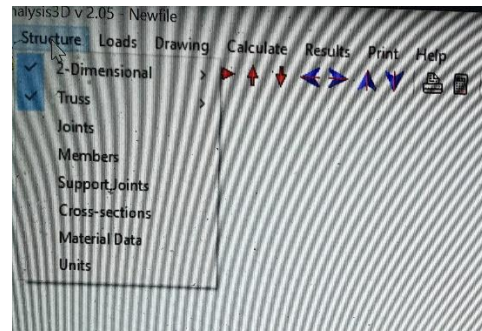 nalysis3D v 2.05 - Newfile
Structure Loads Drawing Calculate Results Print Help
2-Dimensional
Truss
Joints
Members
Support Joints
Cross-sections
Material Data
Units